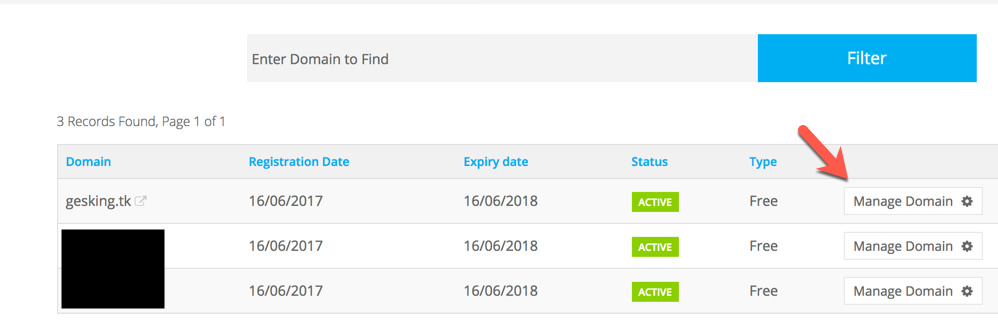 Enter Domain to Find
Filter
3 Records Found, Page 1 of 1
Domain Registration Date Expiry date Status Type
gesking.tk 16/06/2017 16/06/2018 ACTIVE Free Manage Domain
16/06/2017 16/06/2018 ACTIVE Free Manage Domain
16/06/2017 16/06/2018 ACTIVE Free Manage Domain